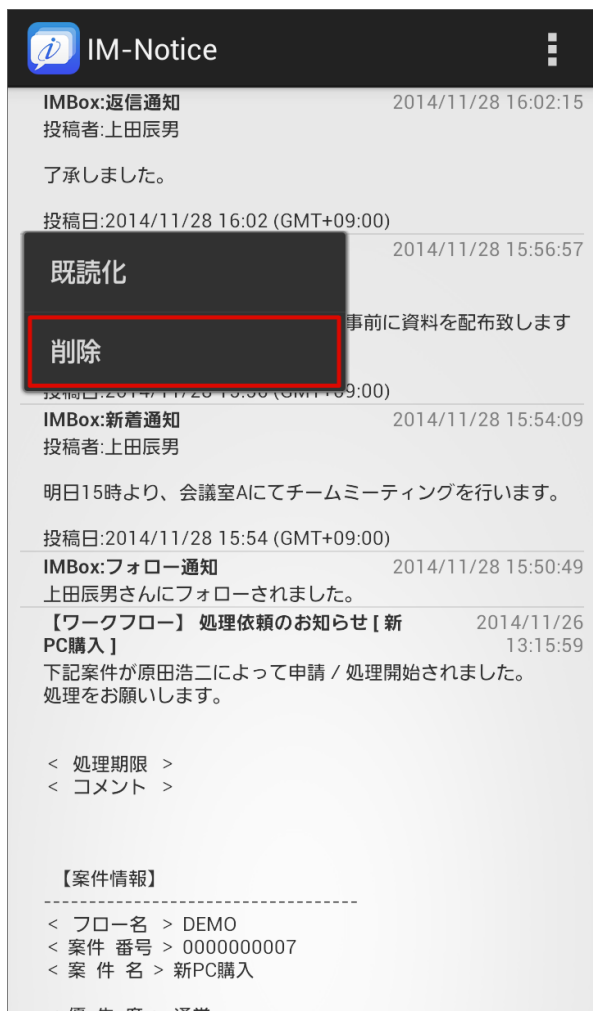 IM-Notice
IMBox:返信通知 2014/11/28 16:02:15
投稿者:上田辰男
了承しました。
投稿日:2014/11/28 16:02 (GMT+09:00)
2014/11/28 15:56:57
既読化
事前に資料を配布致します
削除
投稿日:2014/11/28 15:56 (GMT+09:00)
IMBox:新着通知 2014/11/28 15:54:09
投稿者:上田辰男
明日15時より、会議室Aにてチームミーティングを行います。
投稿日:2014/11/28 15:54 (GMT+09:00)
IMBox:フォロー通知 2014/11/28 15:50:49
上田辰男さんにフォローされました。
【ワークフロー】 処理依頼のお知らせ [ 新 2014/11/26
PC購入 ] 13:15:59
下記案件が原田浩二によって申請 / 処理開始されました。
処理をお願いします。
< 処理期限 >
< コメント >
【案件情報】
----------------------------------
< フロー名 > DEMO
< 案件 番号 > 0000000007
< 案 件 名 > 新PC購入